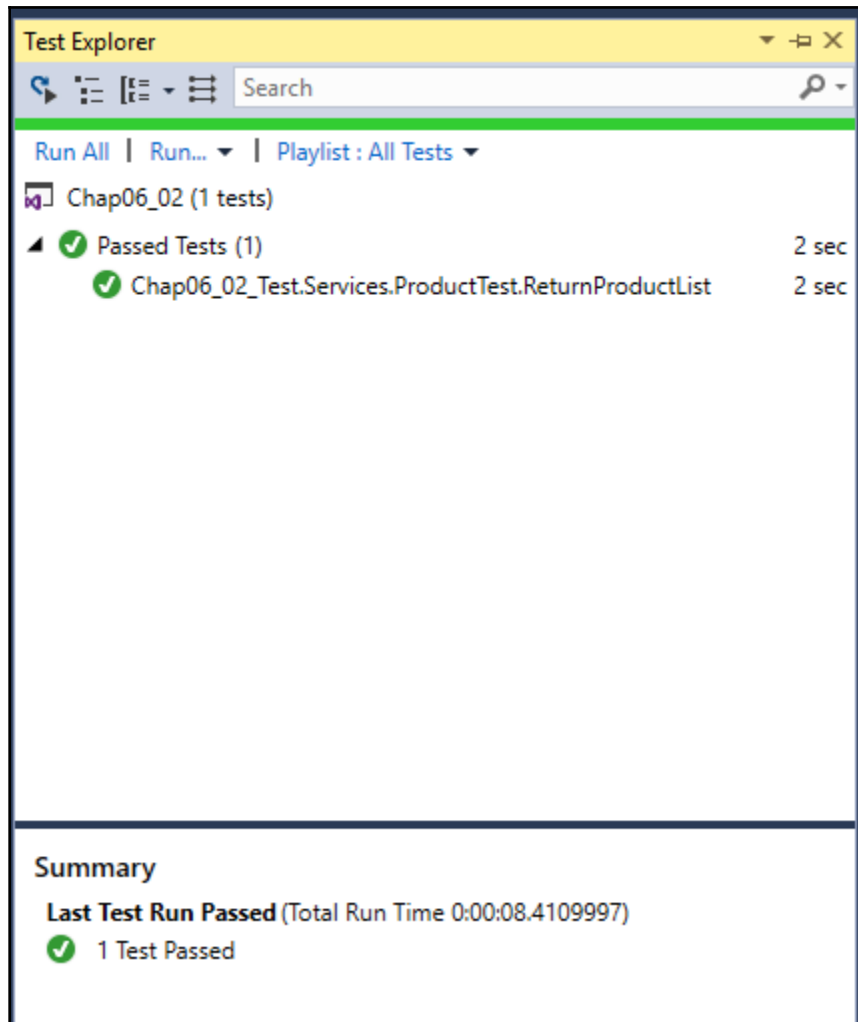 Test Explorer
Search
Run All | Run... | Playlist : All Tests
Chap06_02 (1 tests)
Passed Tests (1) 2 sec
Chap06_02_Test.Services.ProductTest.ReturnProductList 2 sec
Summary
Last Test Run Passed (Total Run Time 0:00:08.4109997)
1 Test Passed